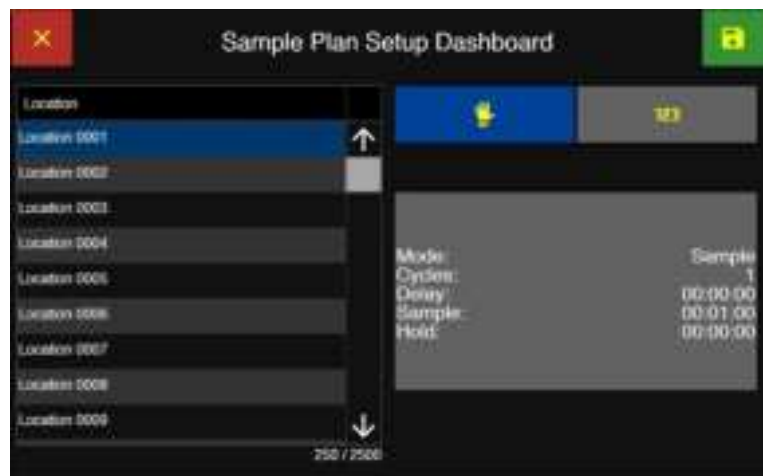 Sample Plan Setup Dashboard
Location
Location 0001
Location 0002
Location 0003
Location 0004
Location 0005
Location 0006
Location 0007
Location 0008
Location 0009
250 / 2500
123
Mode: Sample
Cycles: 1
Delay: 00:00:00
Sample: 00:01:00
Hold: 00:00:00